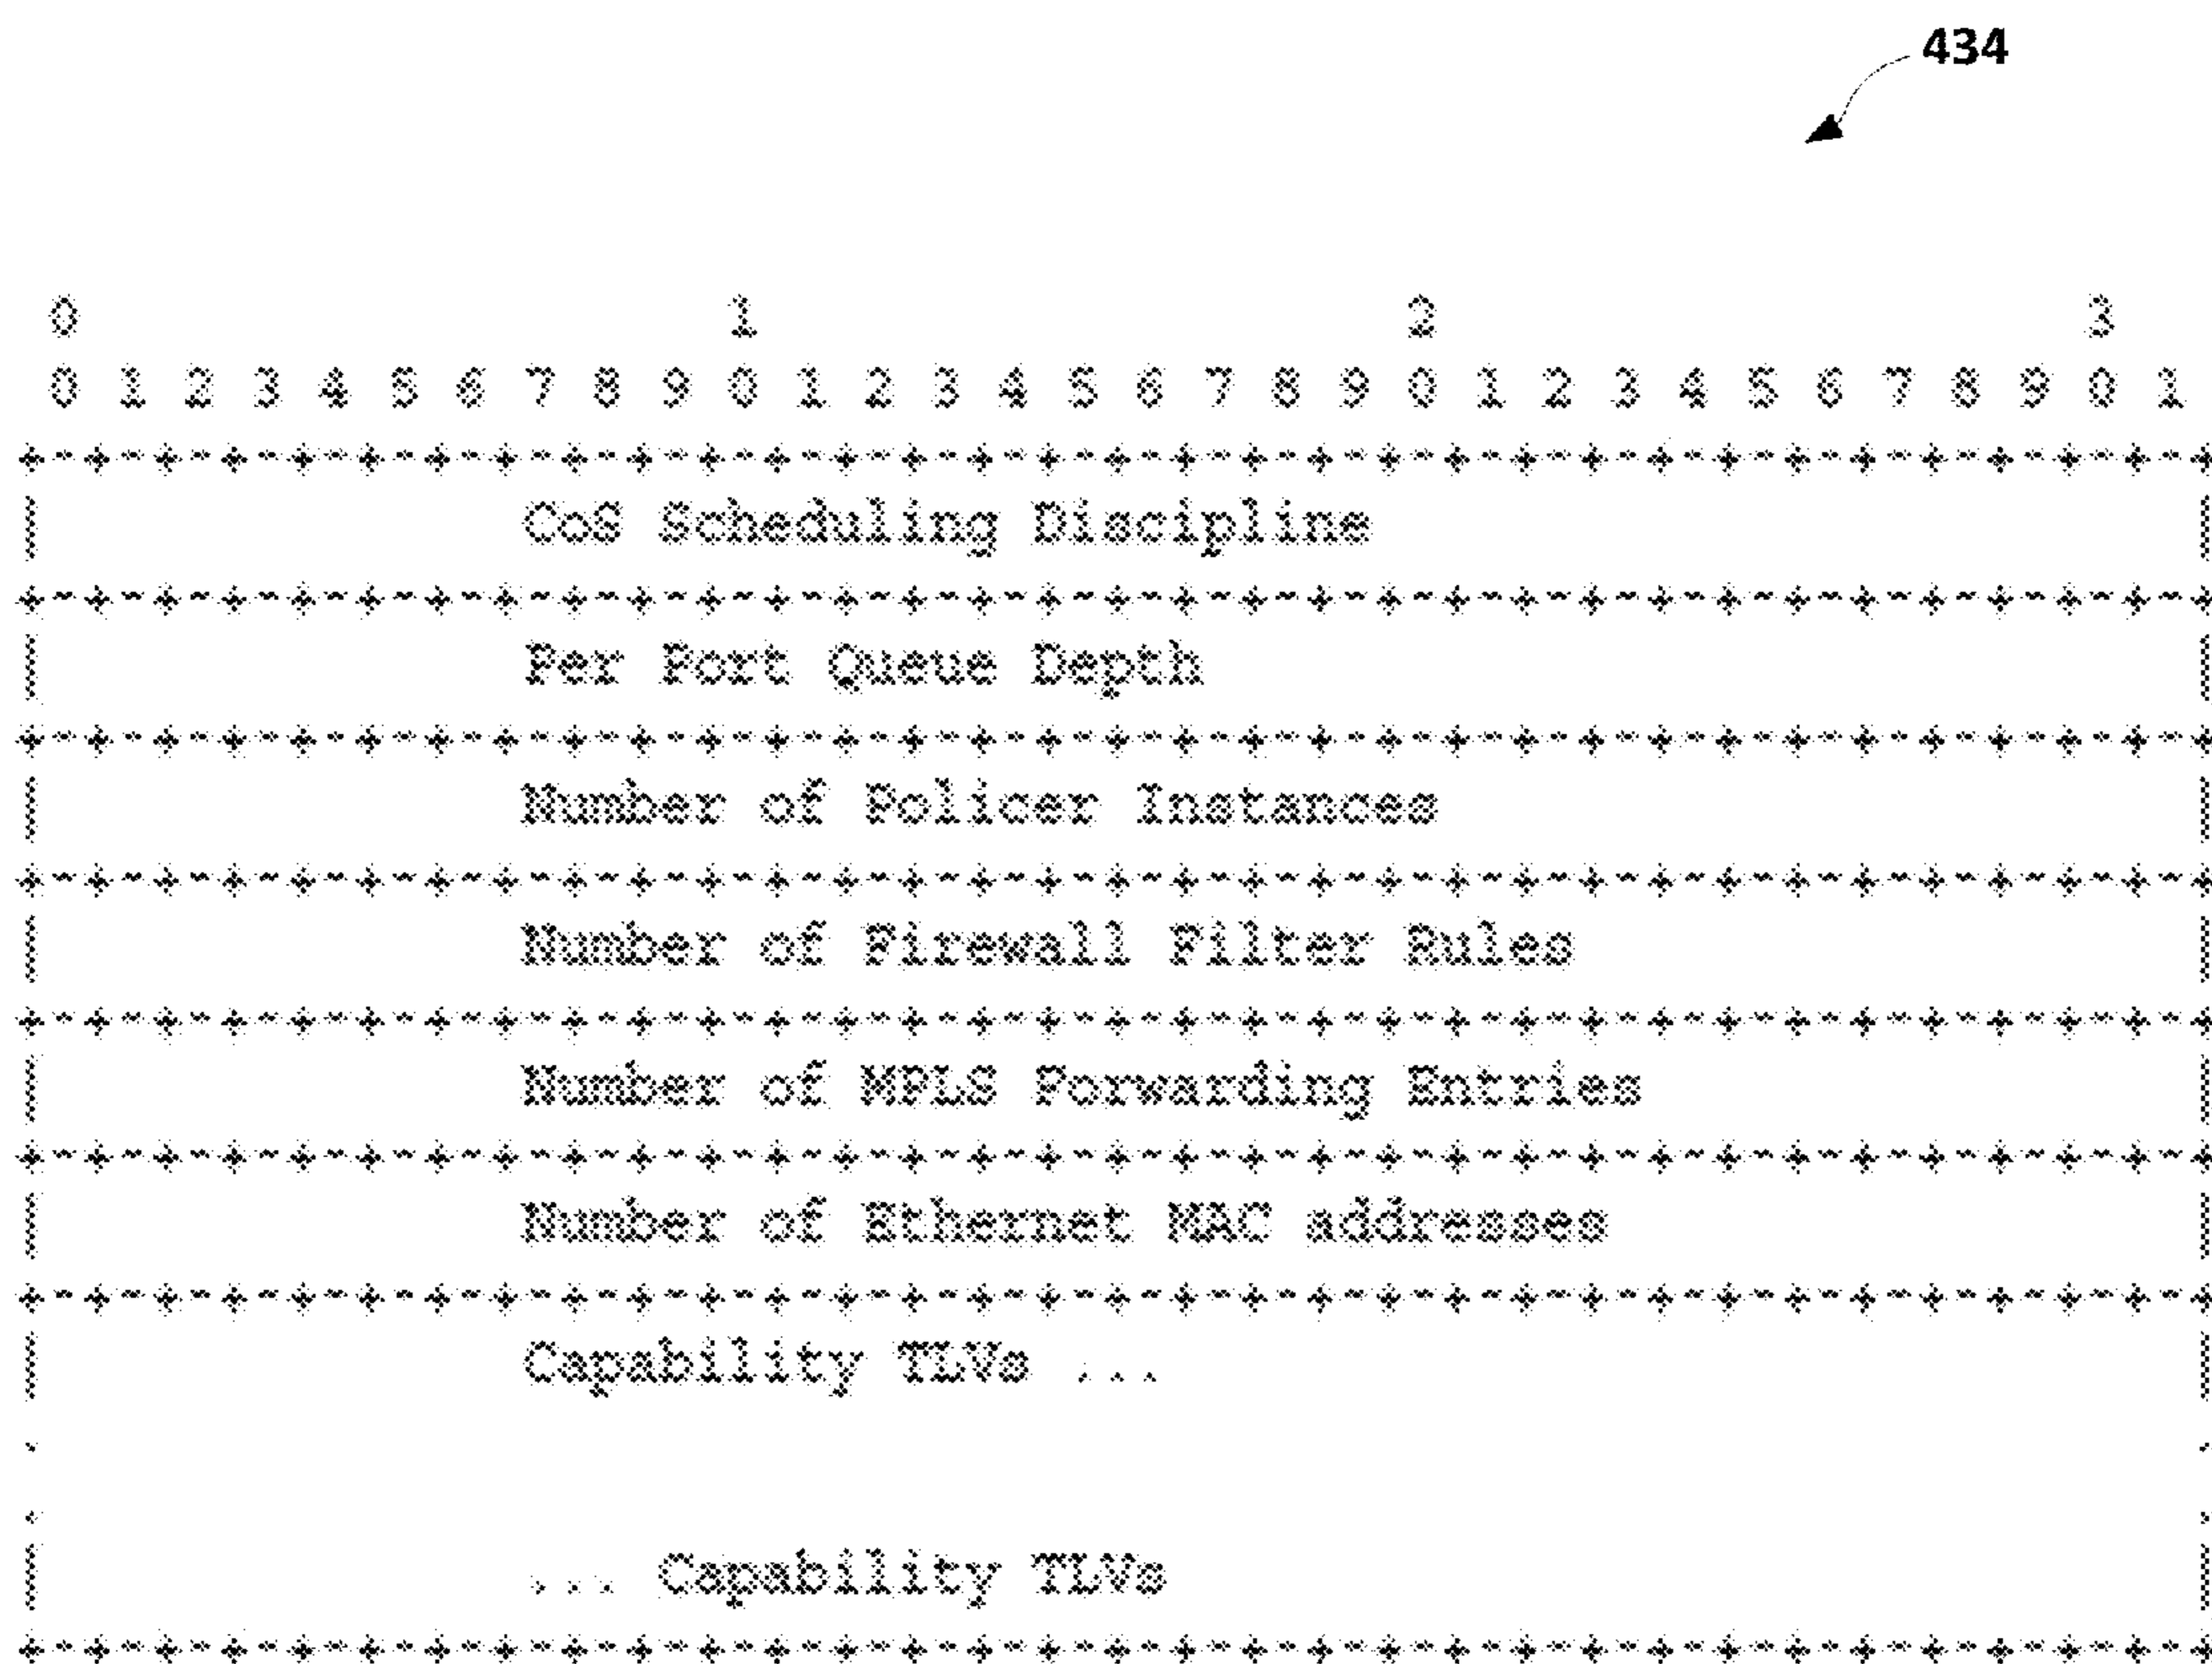 434
0 1 2 3
0 1 2 3 4 5 6 7 8 9 0 1 2 3 4 5 6 7 8 9 0 1 2 3 4 5 6 7 8 9 0 1
+-+-+-+-+-+-+-+-+-+-+-+-+-+-+-+-+-+-+-+-+-+-+-+-+-+-+-+-+-+-+-+-+
| CoS Scheduling Discipline |
+-+-+-+-+-+-+-+-+-+-+-+-+-+-+-+-+-+-+-+-+-+-+-+-+-+-+-+-+-+-+-+-+
| Per Port Queue Depth |
+-+-+-+-+-+-+-+-+-+-+-+-+-+-+-+-+-+-+-+-+-+-+-+-+-+-+-+-+-+-+-+-+
| Number of Policer Instances |
+-+-+-+-+-+-+-+-+-+-+-+-+-+-+-+-+-+-+-+-+-+-+-+-+-+-+-+-+-+-+-+-+
| Number of Firewall Filter Rules |
+-+-+-+-+-+-+-+-+-+-+-+-+-+-+-+-+-+-+-+-+-+-+-+-+-+-+-+-+-+-+-+-+
| Number of MPLS Forwarding Entries |
+-+-+-+-+-+-+-+-+-+-+-+-+-+-+-+-+-+-+-+-+-+-+-+-+-+-+-+-+-+-+-+-+
| Number of Ethernet MAC addresses |
+-+-+-+-+-+-+-+-+-+-+-+-+-+-+-+-+-+-+-+-+-+-+-+-+-+-+-+-+-+-+-+-+
| Capability TLVs ... |
. .
. .
| ... Capability TLVs |
+-+-+-+-+-+-+-+-+-+-+-+-+-+-+-+-+-+-+-+-+-+-+-+-+-+-+-+-+-+-+-+-+